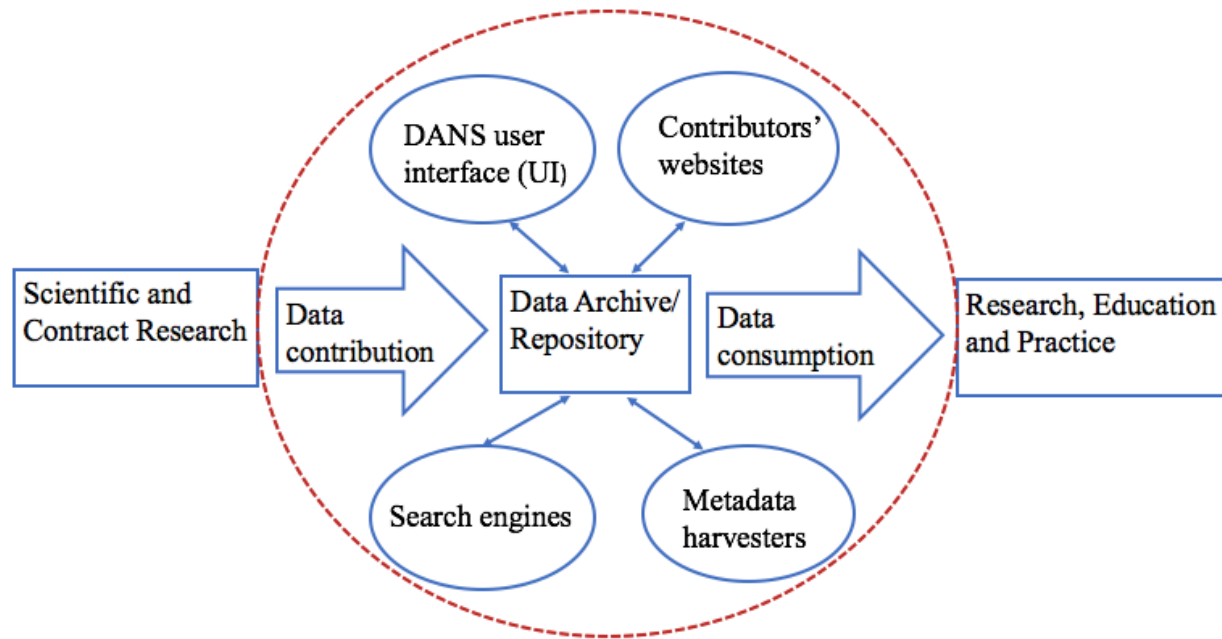 DANS user
interface (UI)
Contributors’
websites
Scientific and
Contract Research
Data
contribution
Data Archive/
Repository
Data
consumption
Research, Education
and Practice
Search engines
Metadata
harvesters